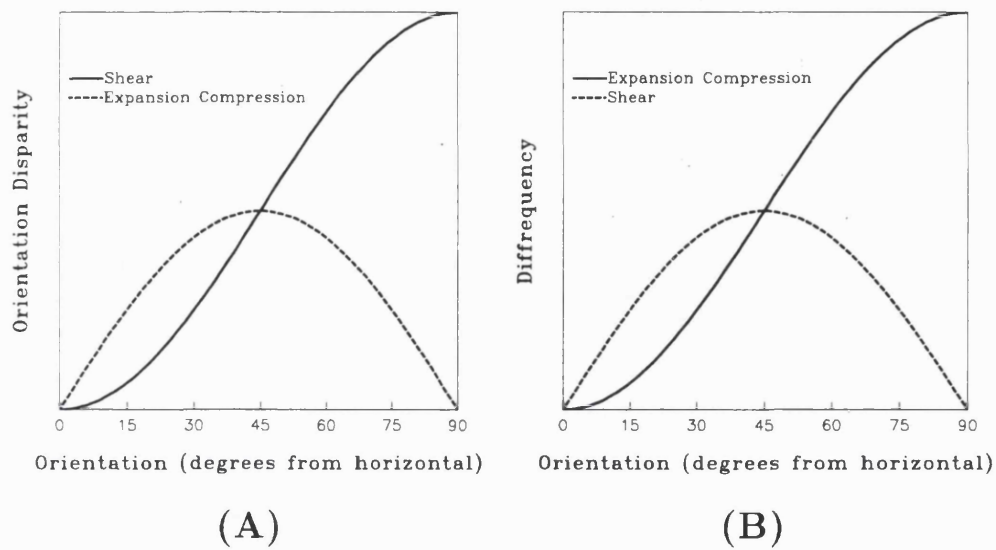 Shear
Expansion Compression
Orientation Disparity
0 15 30 45 60 75 90
Orientation (degrees from horizontal)
(A)
Expansion Compression
Shear
Diffrequency
0 15 30 45 60 75 90
Orientation (degrees from horizontal)
(B)